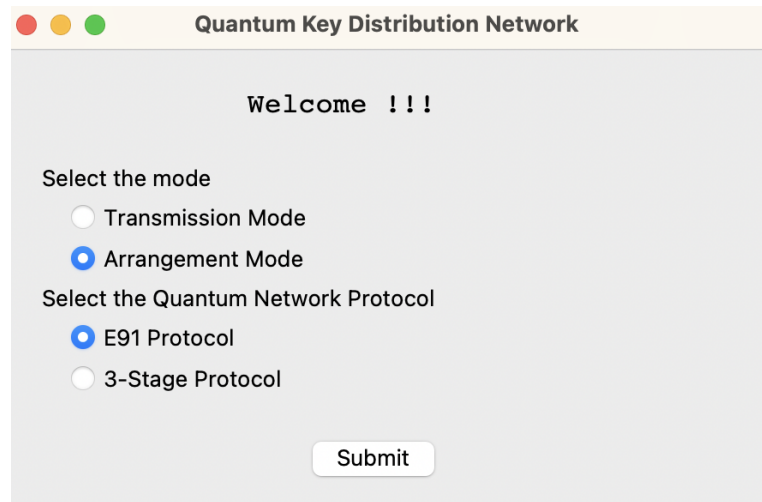 Quantum Key Distribution Network
Welcome !!!
Select the mode
Transmission Mode
Arrangement Mode
Select the Quantum Network Protocol
E91 Protocol
3-Stage Protocol
Submit